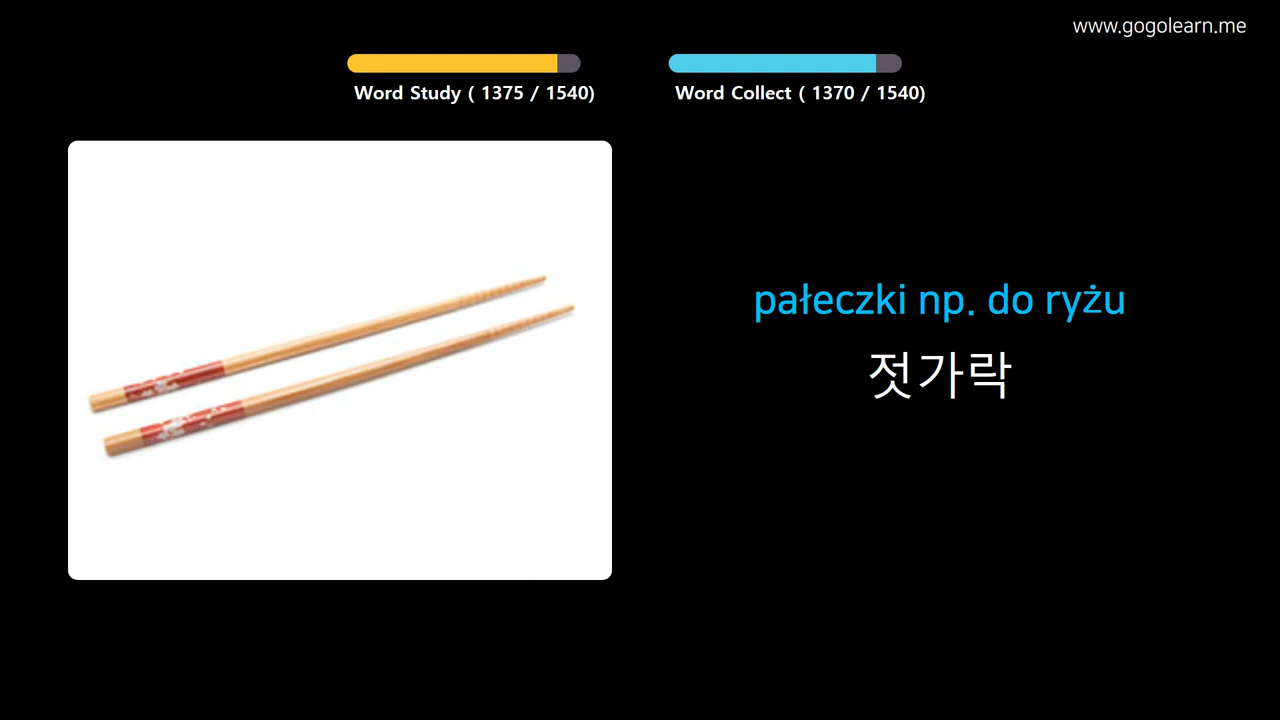 www.gogolearn.me
Word Study ( 1375 / 1540)
Word Collect ( 1370 / 1540)
pałeczki np. do ryżu
젓가락